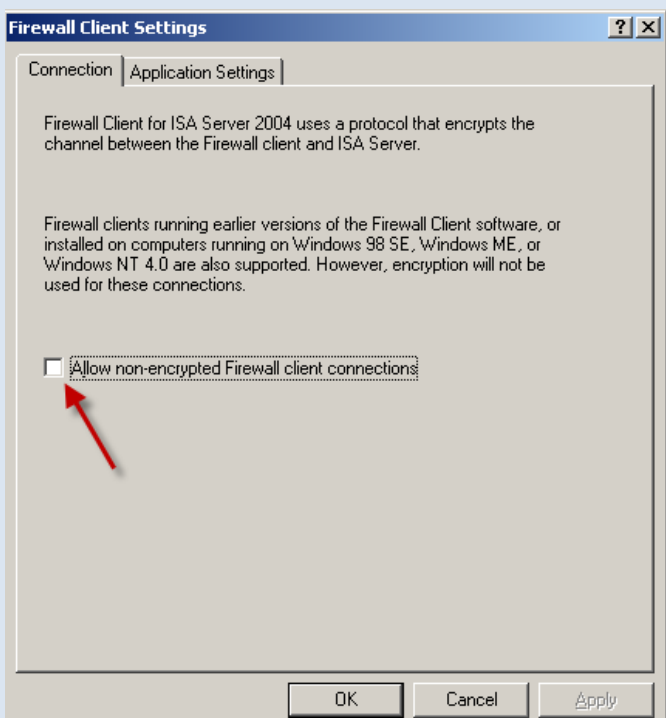 Firewall Client Settings
Connection
Application Settings
Firewall Client for ISA Server 2004 uses a protocol that encrypts the
channel between the Firewall client and ISA Server.
Firewall clients running earlier versions of the Firewall Client software, or
installed on computers running on Windows 98 SE, Windows ME, or
Windows NT 4.0 are also supported. However, encryption will not be
used for these connections.
Allow non-encrypted Firewall client connections
OK
Cancel
Apply